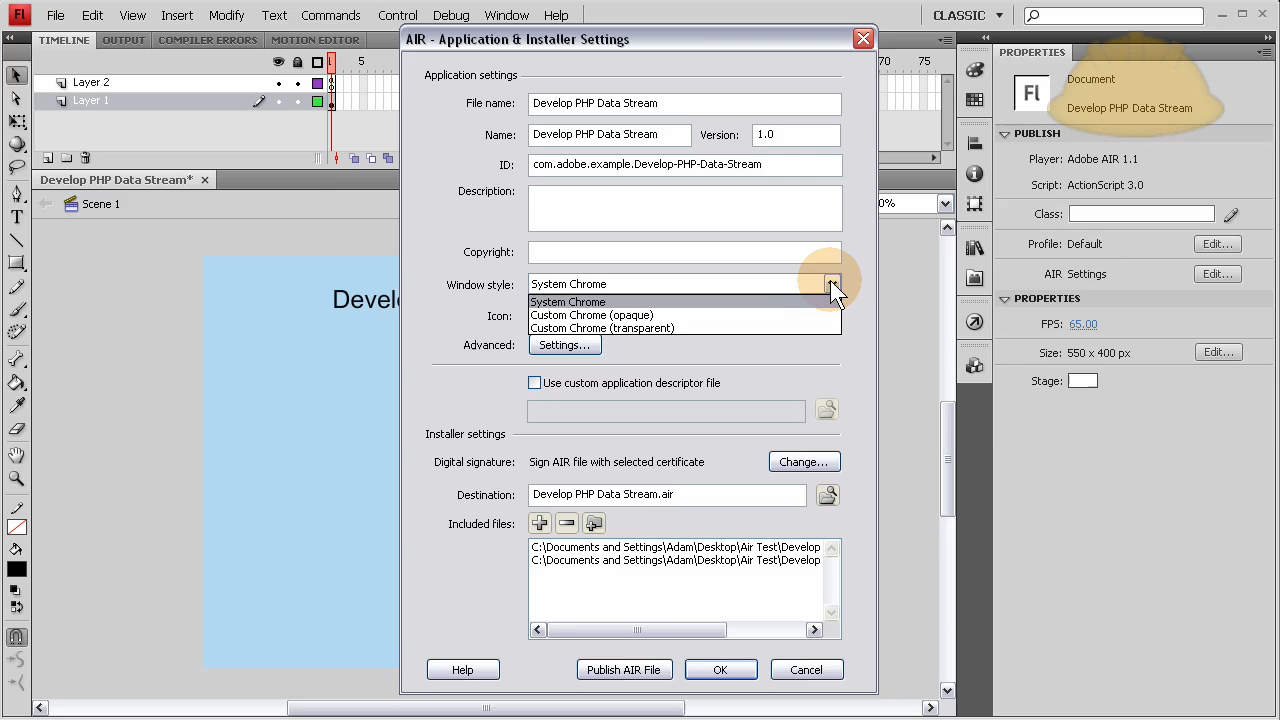 Fl File Edit View Insert Modify Text Commands Control Debug Window Help CLASSIC
AIR - Application & Installer Settings
TIMELINE OUTPUT COMPILER ERRORS MOTION EDITOR
1 5 70 75
Layer 2
Layer 1
Develop PHP Data Stream*
Scene 1
0%
Develo
Application settings
File name: Develop PHP Data Stream
Name: Develop PHP Data Stream Version: 1.0
ID: com.adobe.example.Develop-PHP-Data-Stream
Description:
Copyright:
Window style: System Chrome
System Chrome
Custom Chrome (opaque)
Icon:
Custom Chrome (transparent)
Advanced: Settings...
Use custom application descriptor file
Installer settings
Digital signature: Sign AIR file with selected certificate Change...
Destination: Develop PHP Data Stream.air
Included files:
C:\Documents and Settings\Adam\Desktop\Air Test\Develop
C:\Documents and Settings\Adam\Desktop\Air Test\Develop
Help Publish AIR File OK Cancel
PROPERTIES
Fl Document
Develop PHP Data Stream
PUBLISH
Player: Adobe AIR 1.1
Script: ActionScript 3.0
Class:
Profile: Default Edit...
AIR Settings Edit...
PROPERTIES
FPS: 65.00
Size: 550 x 400 px Edit...
Stage: